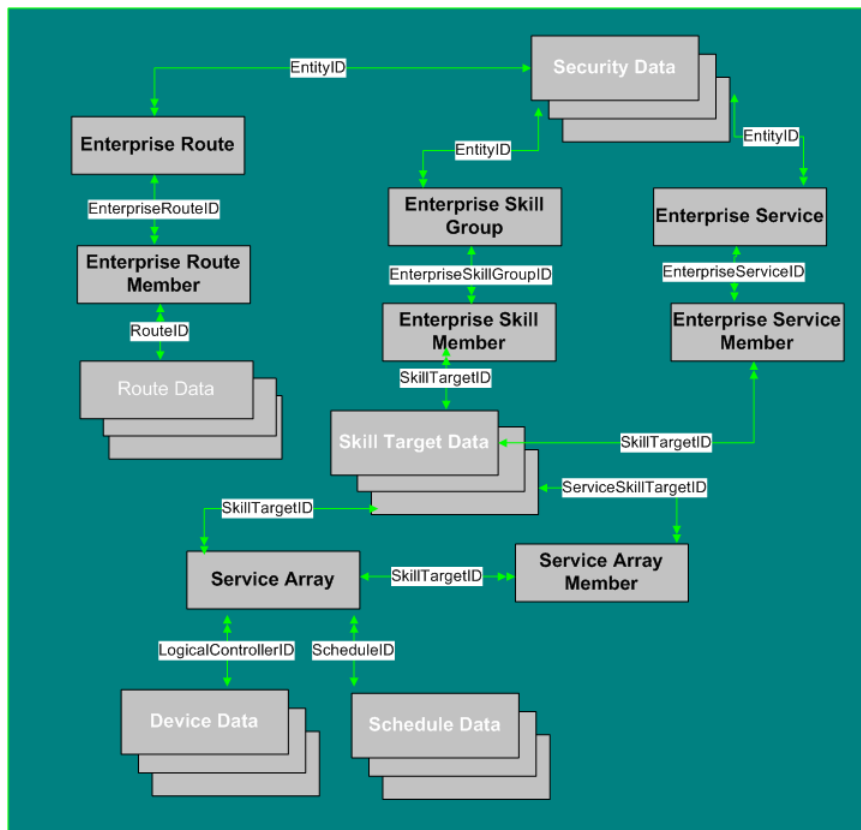 Security Data
EntityID
Enterprise Route
EntityID
EntityID
Enterprise Skill
Group
Enterprise Service
EnterpriseRouteID
Enterprise Route
Member
EnterpriseSkillGroupID
EnterpriseServiceID
Enterprise Skill
Member
Enterprise Service
Member
RouteID
Route Data
SkillTargetID
Skill Target Data
SkillTargetID
ServiceSkillTargetID
SkillTargetID
Service Array
SkillTargetID
Service Array
Member
LogicalControllerID
ScheduleID
Device Data
Schedule Data